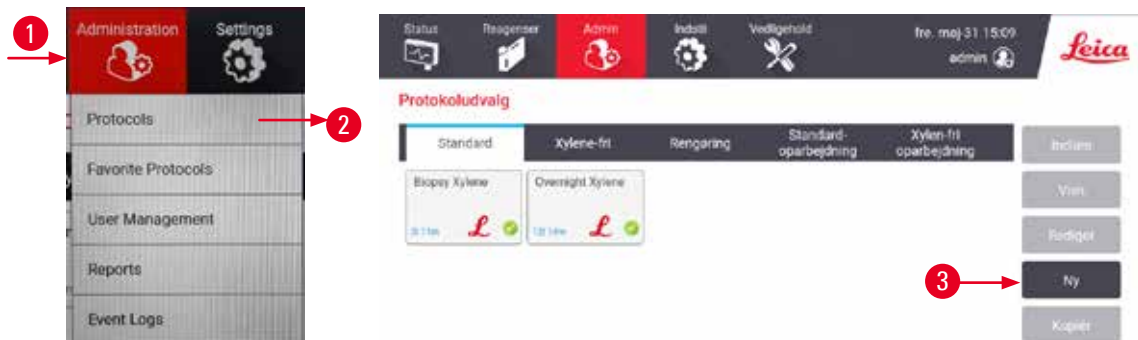 1
Administration
Settings
Protocols
2
Favorite Protocols
User Management
Reports
Event Logs
Status
Reagenser
Admin
Indstil
Vedligehold
fre. maj 31 15:09
admin
Leica
Protokoludvalg
Standard
Xylene-fri
Rengøring
Standard-
oparbejdning
Xylen-fri
oparbejdning
Biopsy Xylene
L
Overnight Xylene
L
Vis
Rediger
3
Ny
Kopiér